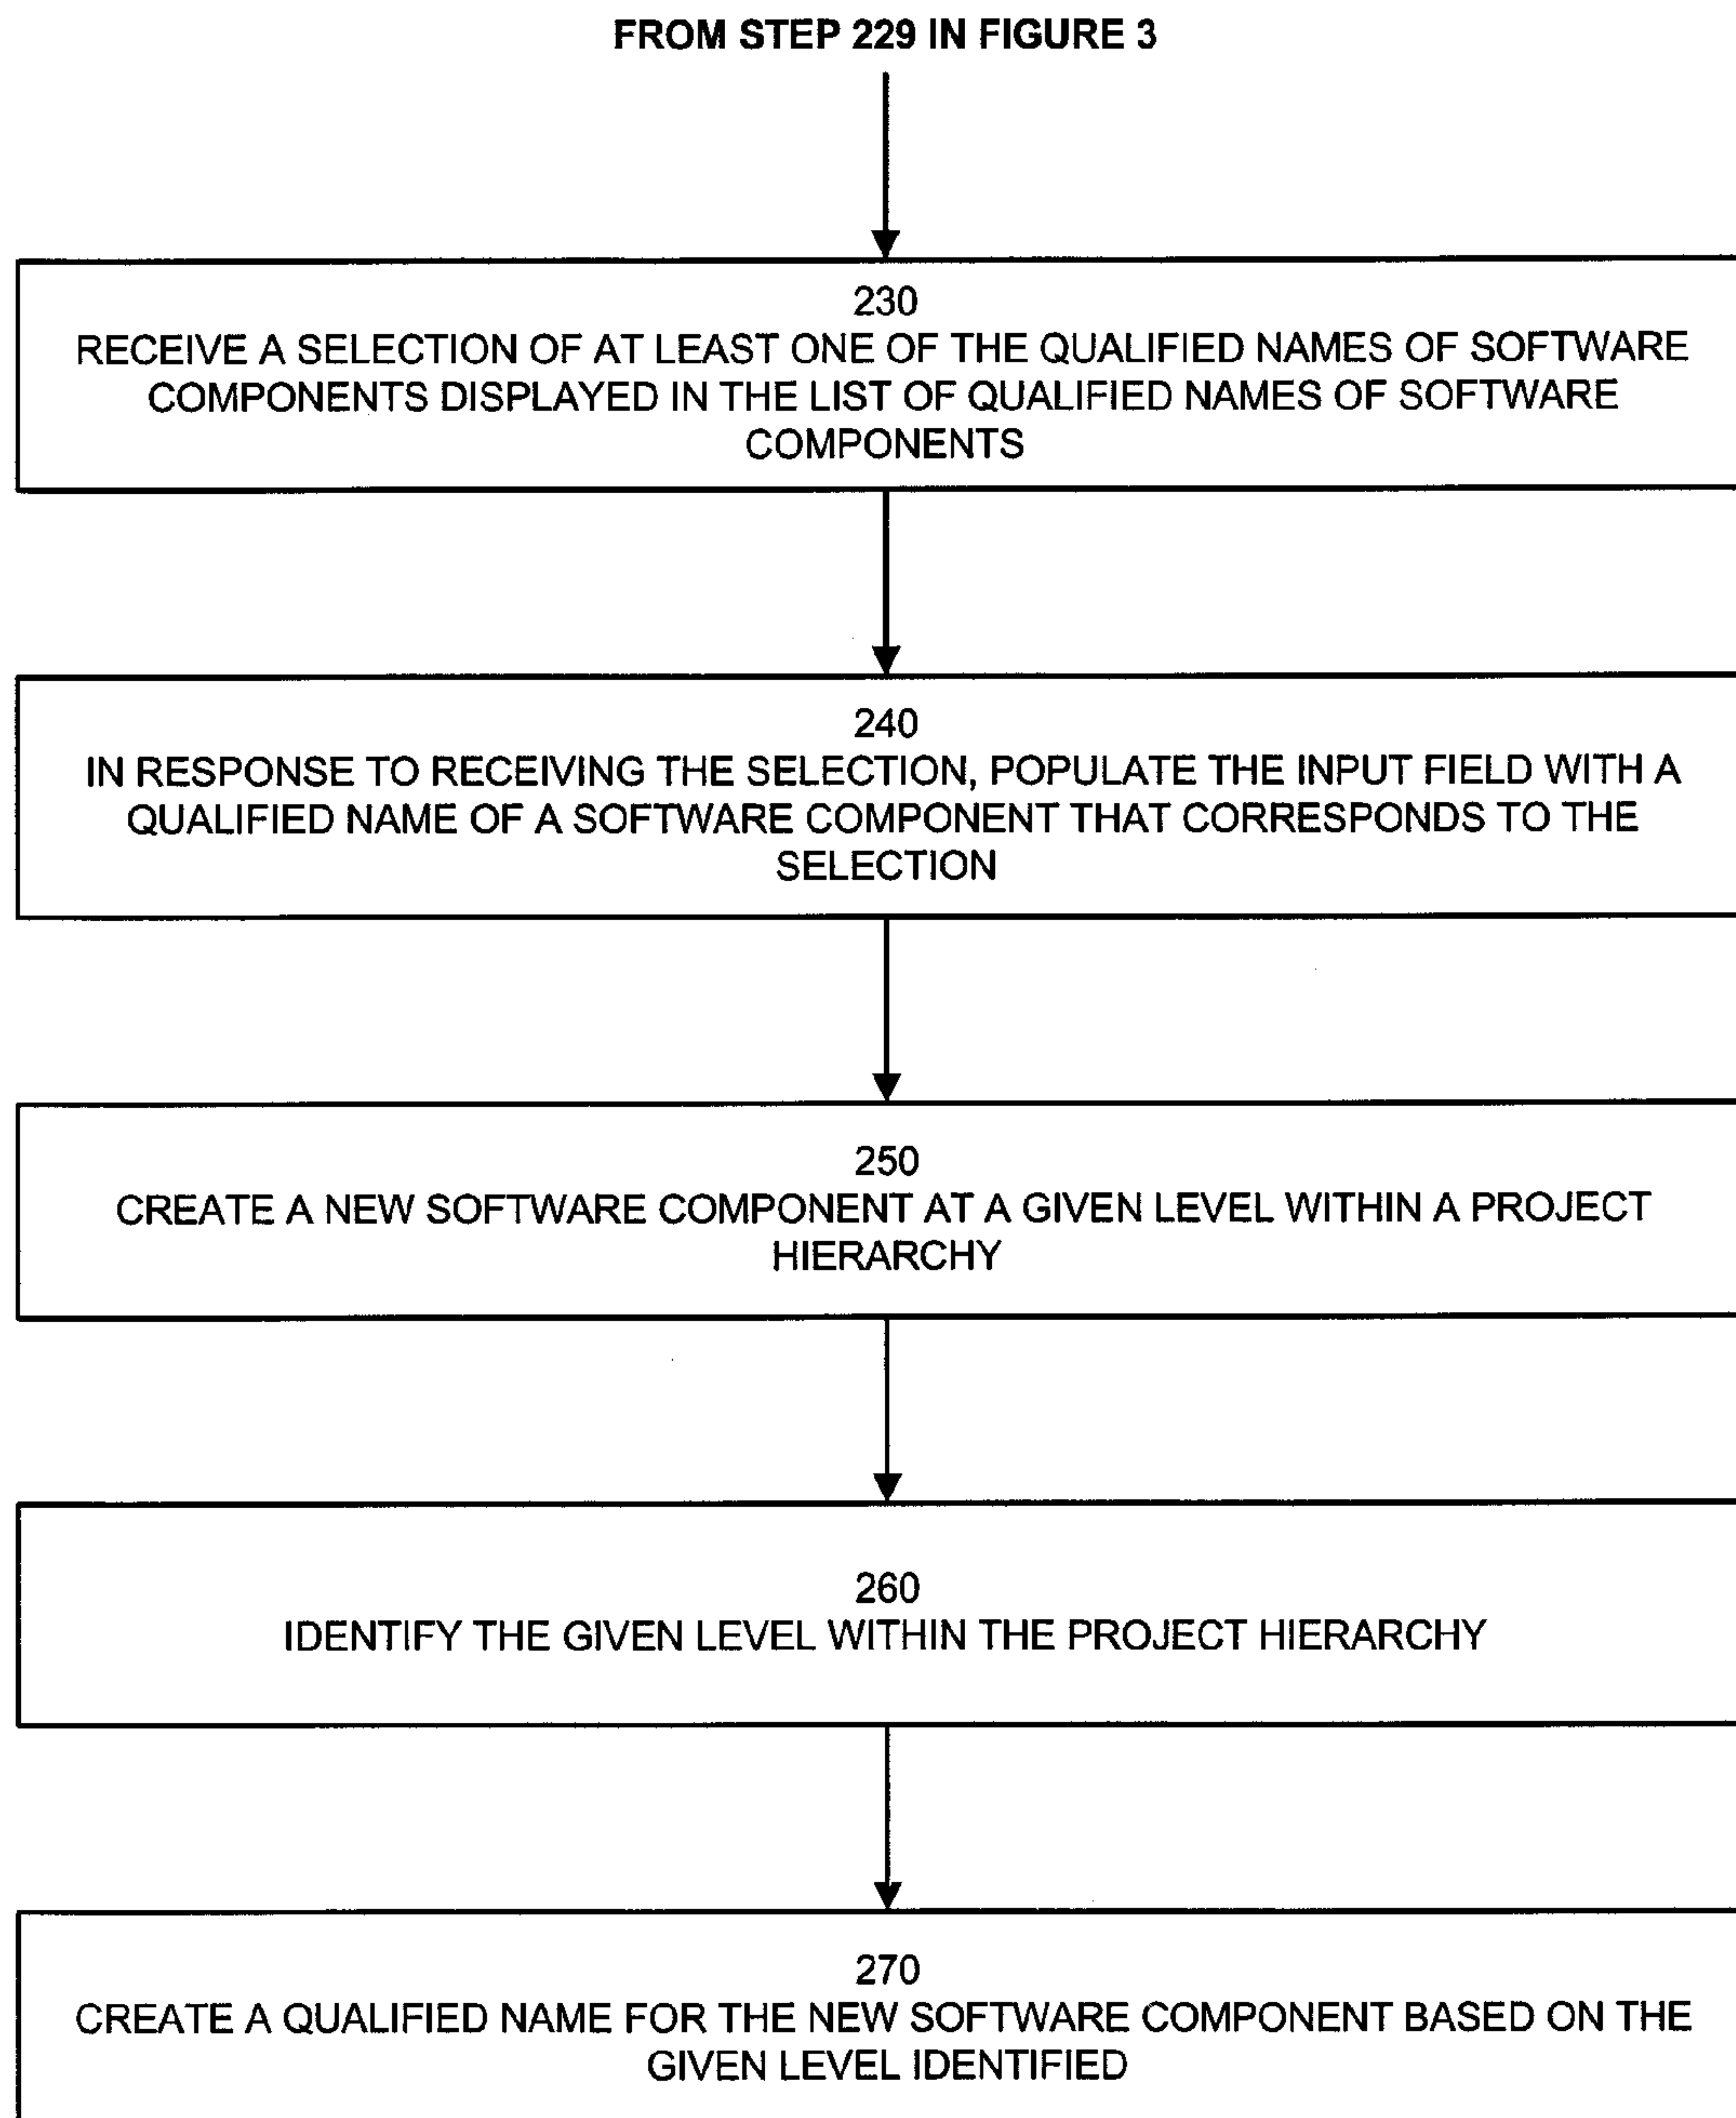 FROM STEP 229 IN FIGURE 3
230
RECEIVE A SELECTION OF AT LEAST ONE OF THE QUALIFIED NAMES OF SOFTWARE
COMPONENTS DISPLAYED IN THE LIST OF QUALIFIED NAMES OF SOFTWARE
COMPONENTS
240
IN RESPONSE TO RECEIVING THE SELECTION, POPULATE THE INPUT FIELD WITH A
QUALIFIED NAME OF A SOFTWARE COMPONENT THAT CORRESPONDS TO THE
SELECTION
250
CREATE A NEW SOFTWARE COMPONENT AT A GIVEN LEVEL WITHIN A PROJECT
HIERARCHY
260
IDENTIFY THE GIVEN LEVEL WITHIN THE PROJECT HIERARCHY
270
CREATE A QUALIFIED NAME FOR THE NEW SOFTWARE COMPONENT BASED ON THE
GIVEN LEVEL IDENTIFIED